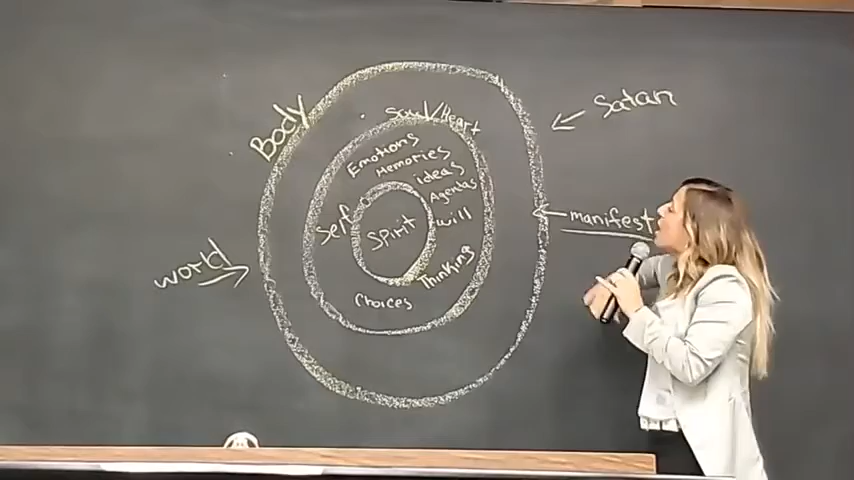 Body
Soul/Heart
Satan
Emotions
Memories
ideas
Agendas
will
manifest
self
Spirit
world
Thinking
Choices